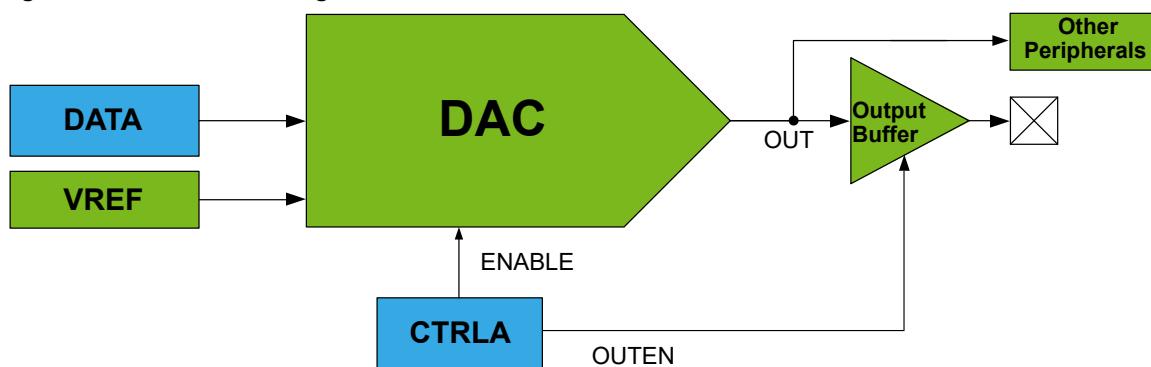 Other
Peripherals
DATA
DAC
Output
Buffer
OUT
VREF
ENABLE
CTRLA
OUTEN